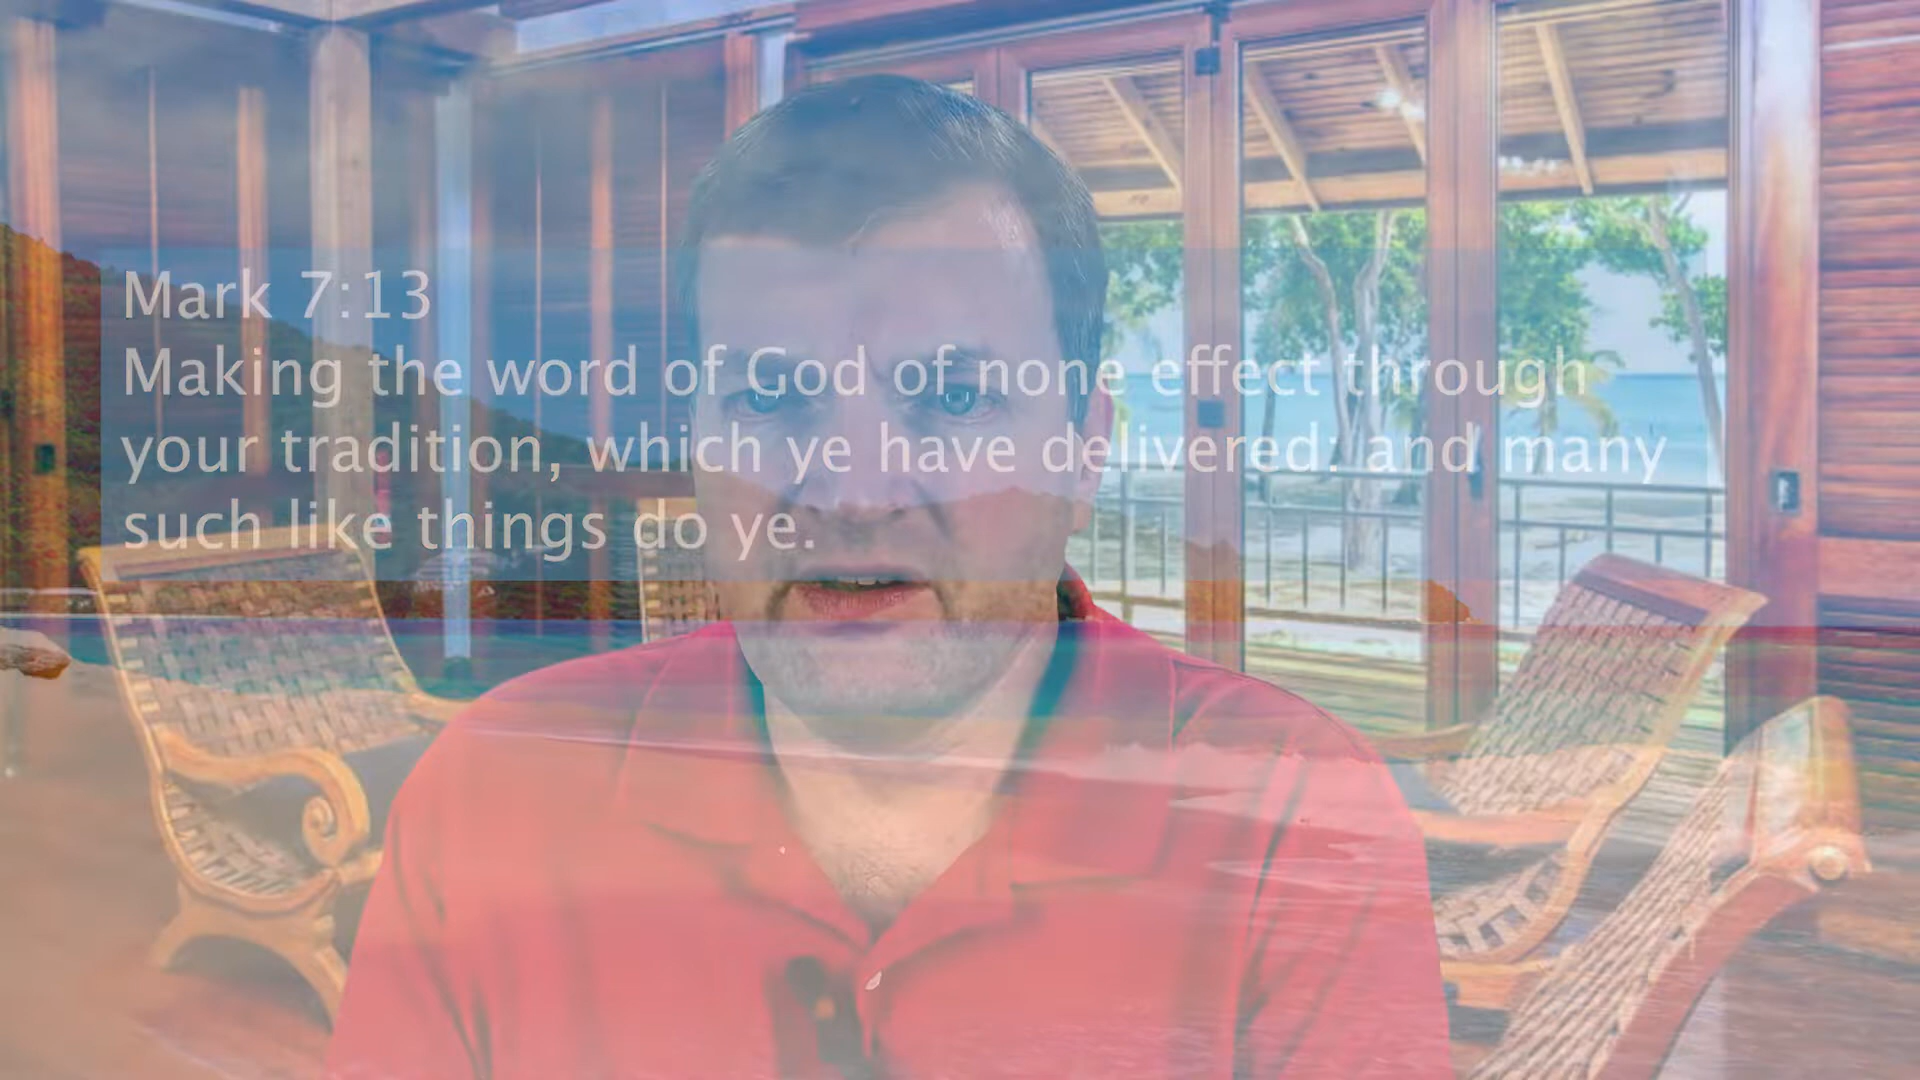 Mark 7:13
Making the word of God of none effect through
your tradition, which ye have delivered: and many
such like things do ye.